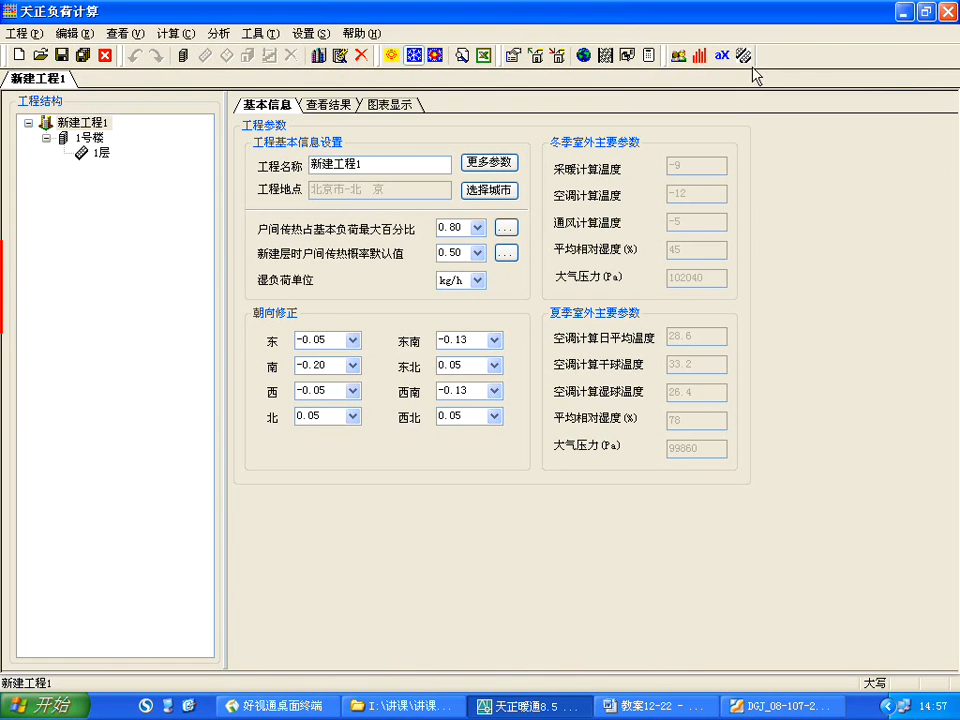 天正负荷计算
工程(P) 编辑(E) 查看(V) 计算(C) 分析 工具(T) 设置(S) 帮助(H)
aX
新建工程1
工程结构
新建工程1
1号楼
1层
基本信息 查看结果 图表显示
工程参数
工程基本信息设置
工程名称 新建工程1 更多参数
工程地点 北京市-北 京 选择城市
户间传热占基本负荷最大百分比 0.80 ...
新建层时户间传热概率默认值 0.50 ...
湿负荷单位 kg/h
朝向修正
东 -0.05 东南 -0.13
南 -0.20 东北 0.05
西 -0.05 西南 -0.13
北 0.05 西北 0.05
冬季室外主要参数
采暖计算温度 -9
空调计算温度 -12
通风计算温度 -5
平均相对湿度(%) 45
大气压力(Pa) 102040
夏季室外主要参数
空调计算日平均温度 28.6
空调计算干球温度 33.2
空调计算湿球温度 26.4
平均相对湿度(%) 78
大气压力(Pa) 99860
新建工程1 大写
开始 好视通桌面终端 I:\讲课\讲课... 天正暖通8.5 ... 教案12-22 - ... DGJ_08-107-2... 14:57